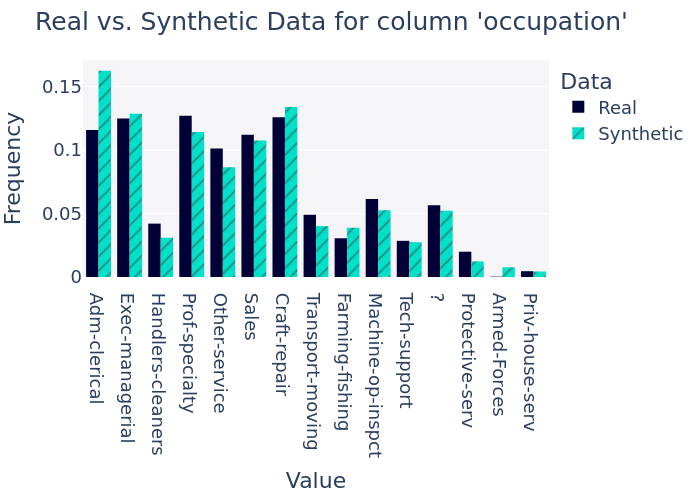 Real vs. Synthetic Data for column 'occupation'
Data
Real
Synthetic
Frequency
0.15
0.1
0.05
0
Adm-clerical
Exec-managerial
Handlers-cleaners
Prof-specialty
Other-service
Sales
Craft-repair
Transport-moving
Farming-fishing
Machine-op-inspct
Tech-support
?
Protective-serv
Armed-Forces
Priv-house-serv
Value